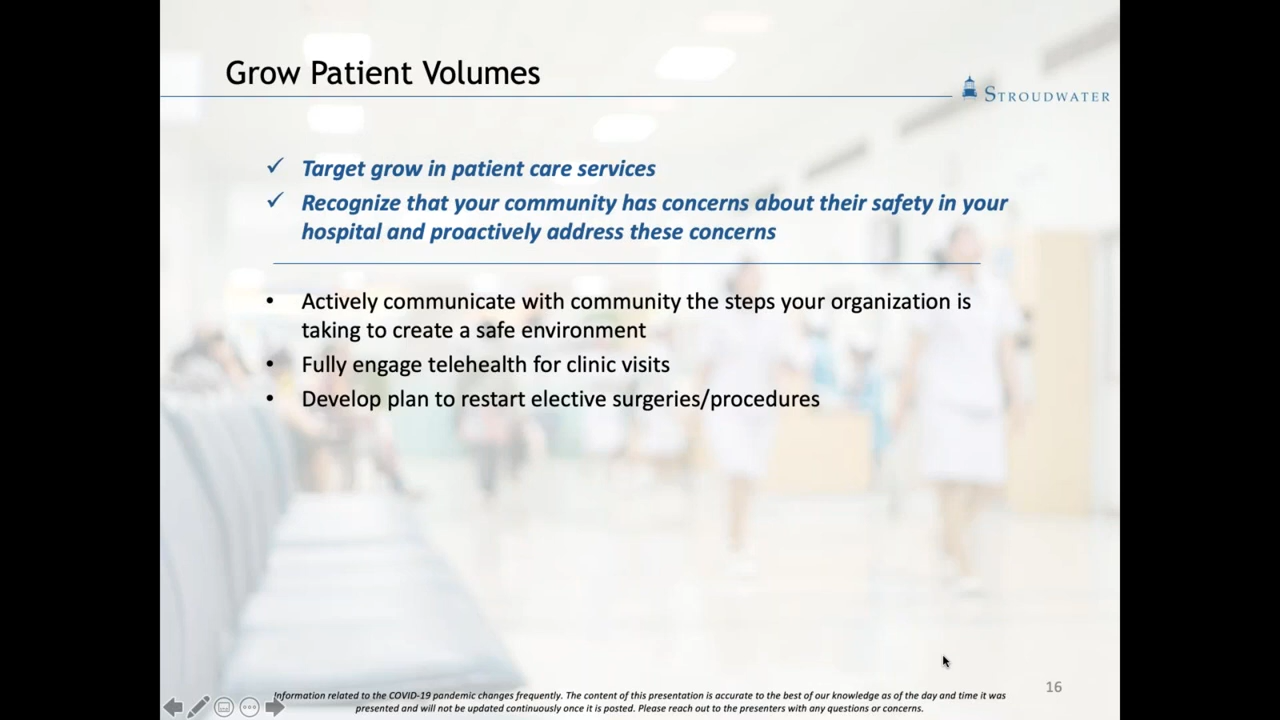 Grow Patient Volumes
STROUDWATER
✓ Target grow in patient care services
✓ Recognize that your community has concerns about their safety in your
hospital and proactively address these concerns
• Actively communicate with community the steps your organization is
taking to create a safe environment
• Fully engage telehealth for clinic visits
• Develop plan to restart elective surgeries/procedures
16
Information related to the COVID-19 pandemic changes frequently. The content of this presentation is accurate to the best of our knowledge as of the day and time it was
presented and will not be updated continuously once it is posted. Please reach out to the presenters with any questions or concerns.